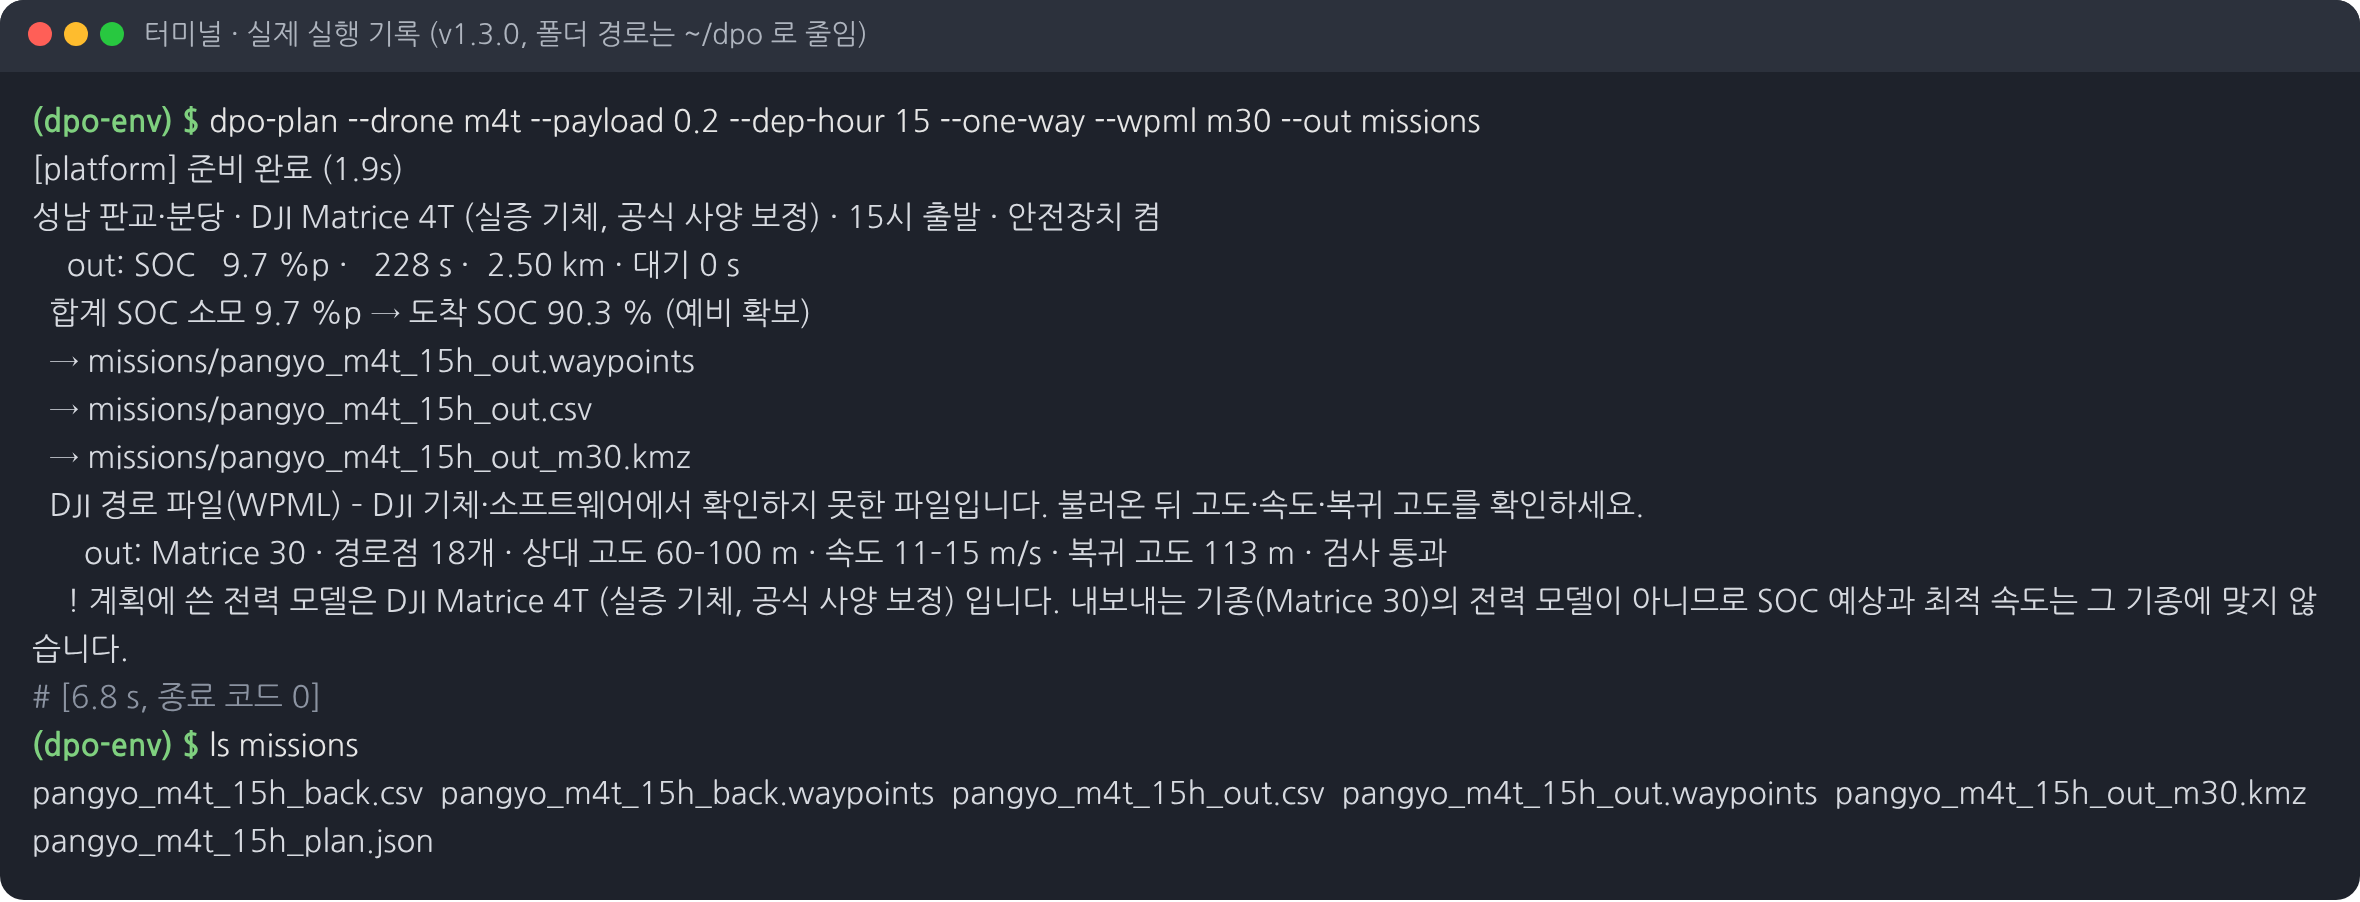 터미널 · 실제 실행 기록 (v1.3.0, 폴더 경로는 ~/dpo 로 줄임)
(dpo-env) $ dpo-plan --drone m4t --payload 0.2 --dep-hour 15 --one-way --wpml m30 --out missions
[platform] 준비 완료 (1.9s)
성남 판교·분당 · DJI Matrice 4T (실증 기체, 공식 사양 보정) · 15시 출발 · 안전장치 켬
out: SOC 9.7 %p · 228 s · 2.50 km · 대기 0 s
합계 SOC 소모 9.7 %p → 도착 SOC 90.3 % (예비 확보)
→ missions/pangyo_m4t_15h_out.waypoints
→ missions/pangyo_m4t_15h_out.csv
→ missions/pangyo_m4t_15h_out_m30.kmz
DJI 경로 파일(WPML) - DJI 기체·소프트웨어에서 확인하지 못한 파일입니다. 불러온 뒤 고도·속도·복귀 고도를 확인하세요.
out: Matrice 30 · 경로점 18개 · 상대 고도 60-100 m · 속도 11-15 m/s · 복귀 고도 113 m · 검사 통과
! 계획에 쓴 전력 모델은 DJI Matrice 4T (실증 기체, 공식 사양 보정) 입니다. 내보내는 기종(Matrice 30)의 전력 모델이 아니므로 SOC 예상과 최적 속도는 그 기종에 맞지 않
습니다.
# [6.8 s, 종료 코드 0]
(dpo-env) $ ls missions
pangyo_m4t_15h_back.csv pangyo_m4t_15h_back.waypoints pangyo_m4t_15h_out.csv pangyo_m4t_15h_out.waypoints pangyo_m4t_15h_out_m30.kmz
pangyo_m4t_15h_plan.json